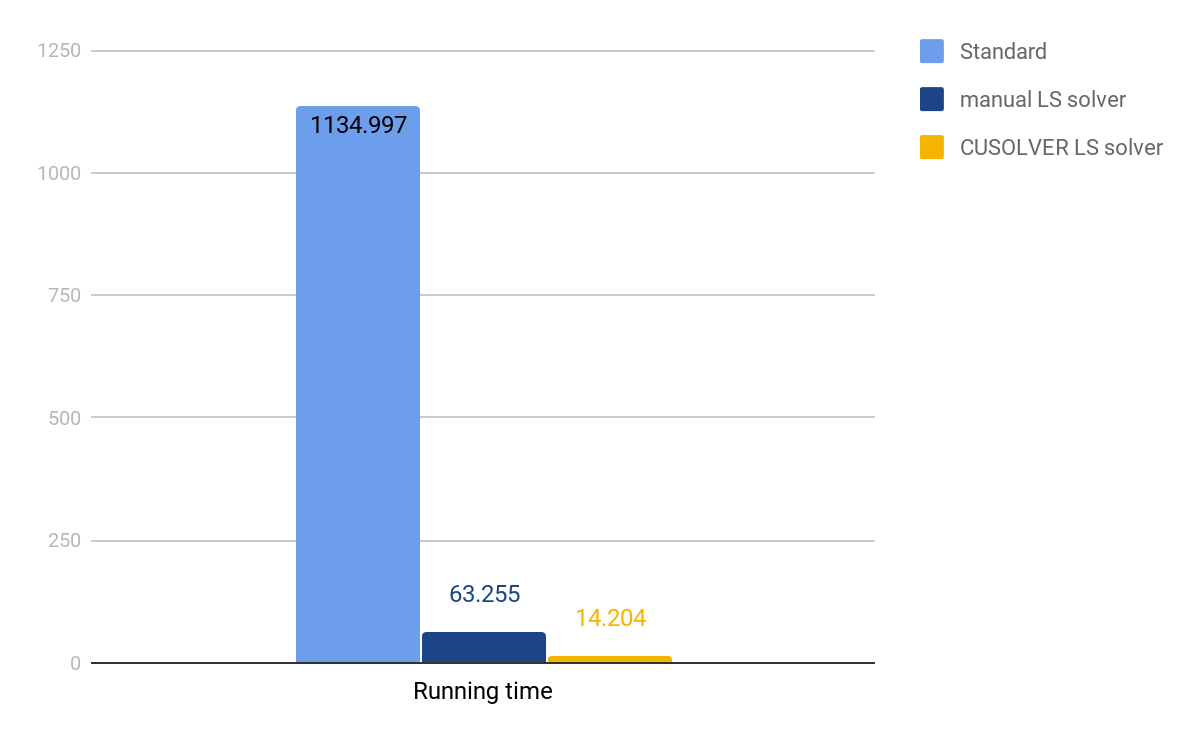 1250
1000
750
500
250
0
1134.997
63.255
14.204
Running time
Standard
manual LS solver
CUSOLVER LS solver